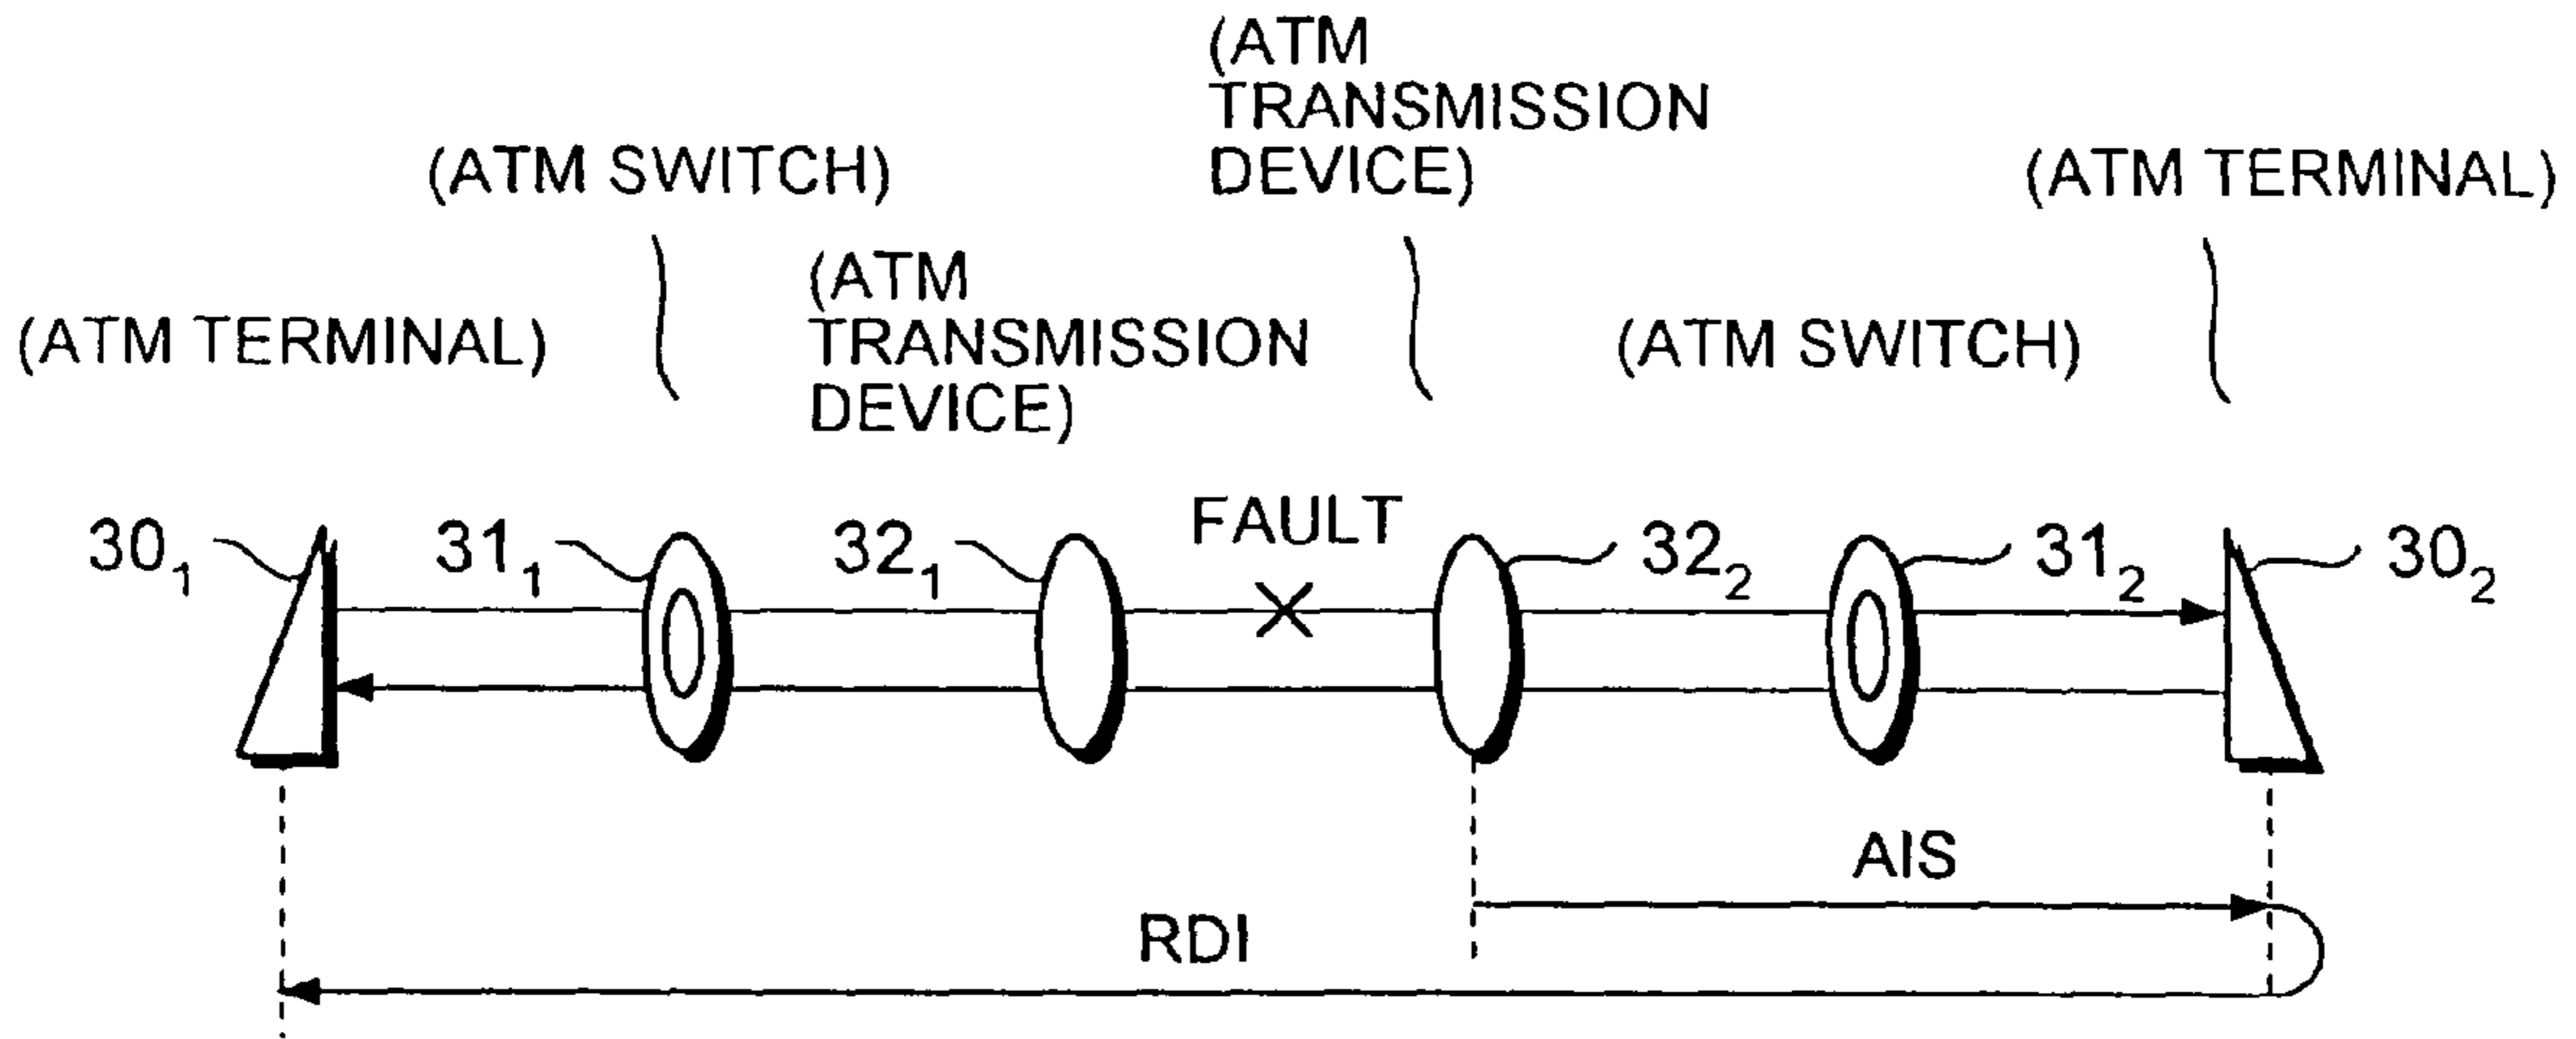 (ATM
TRANSMISSION
DEVICE)
(ATM SWITCH)
(ATM TERMINAL)
(ATM
TRANSMISSION
DEVICE)
(ATM TERMINAL)
(ATM SWITCH)
FAULT
30₁
31₁
32₁
32₂
31₂
30₂
AIS
RDI